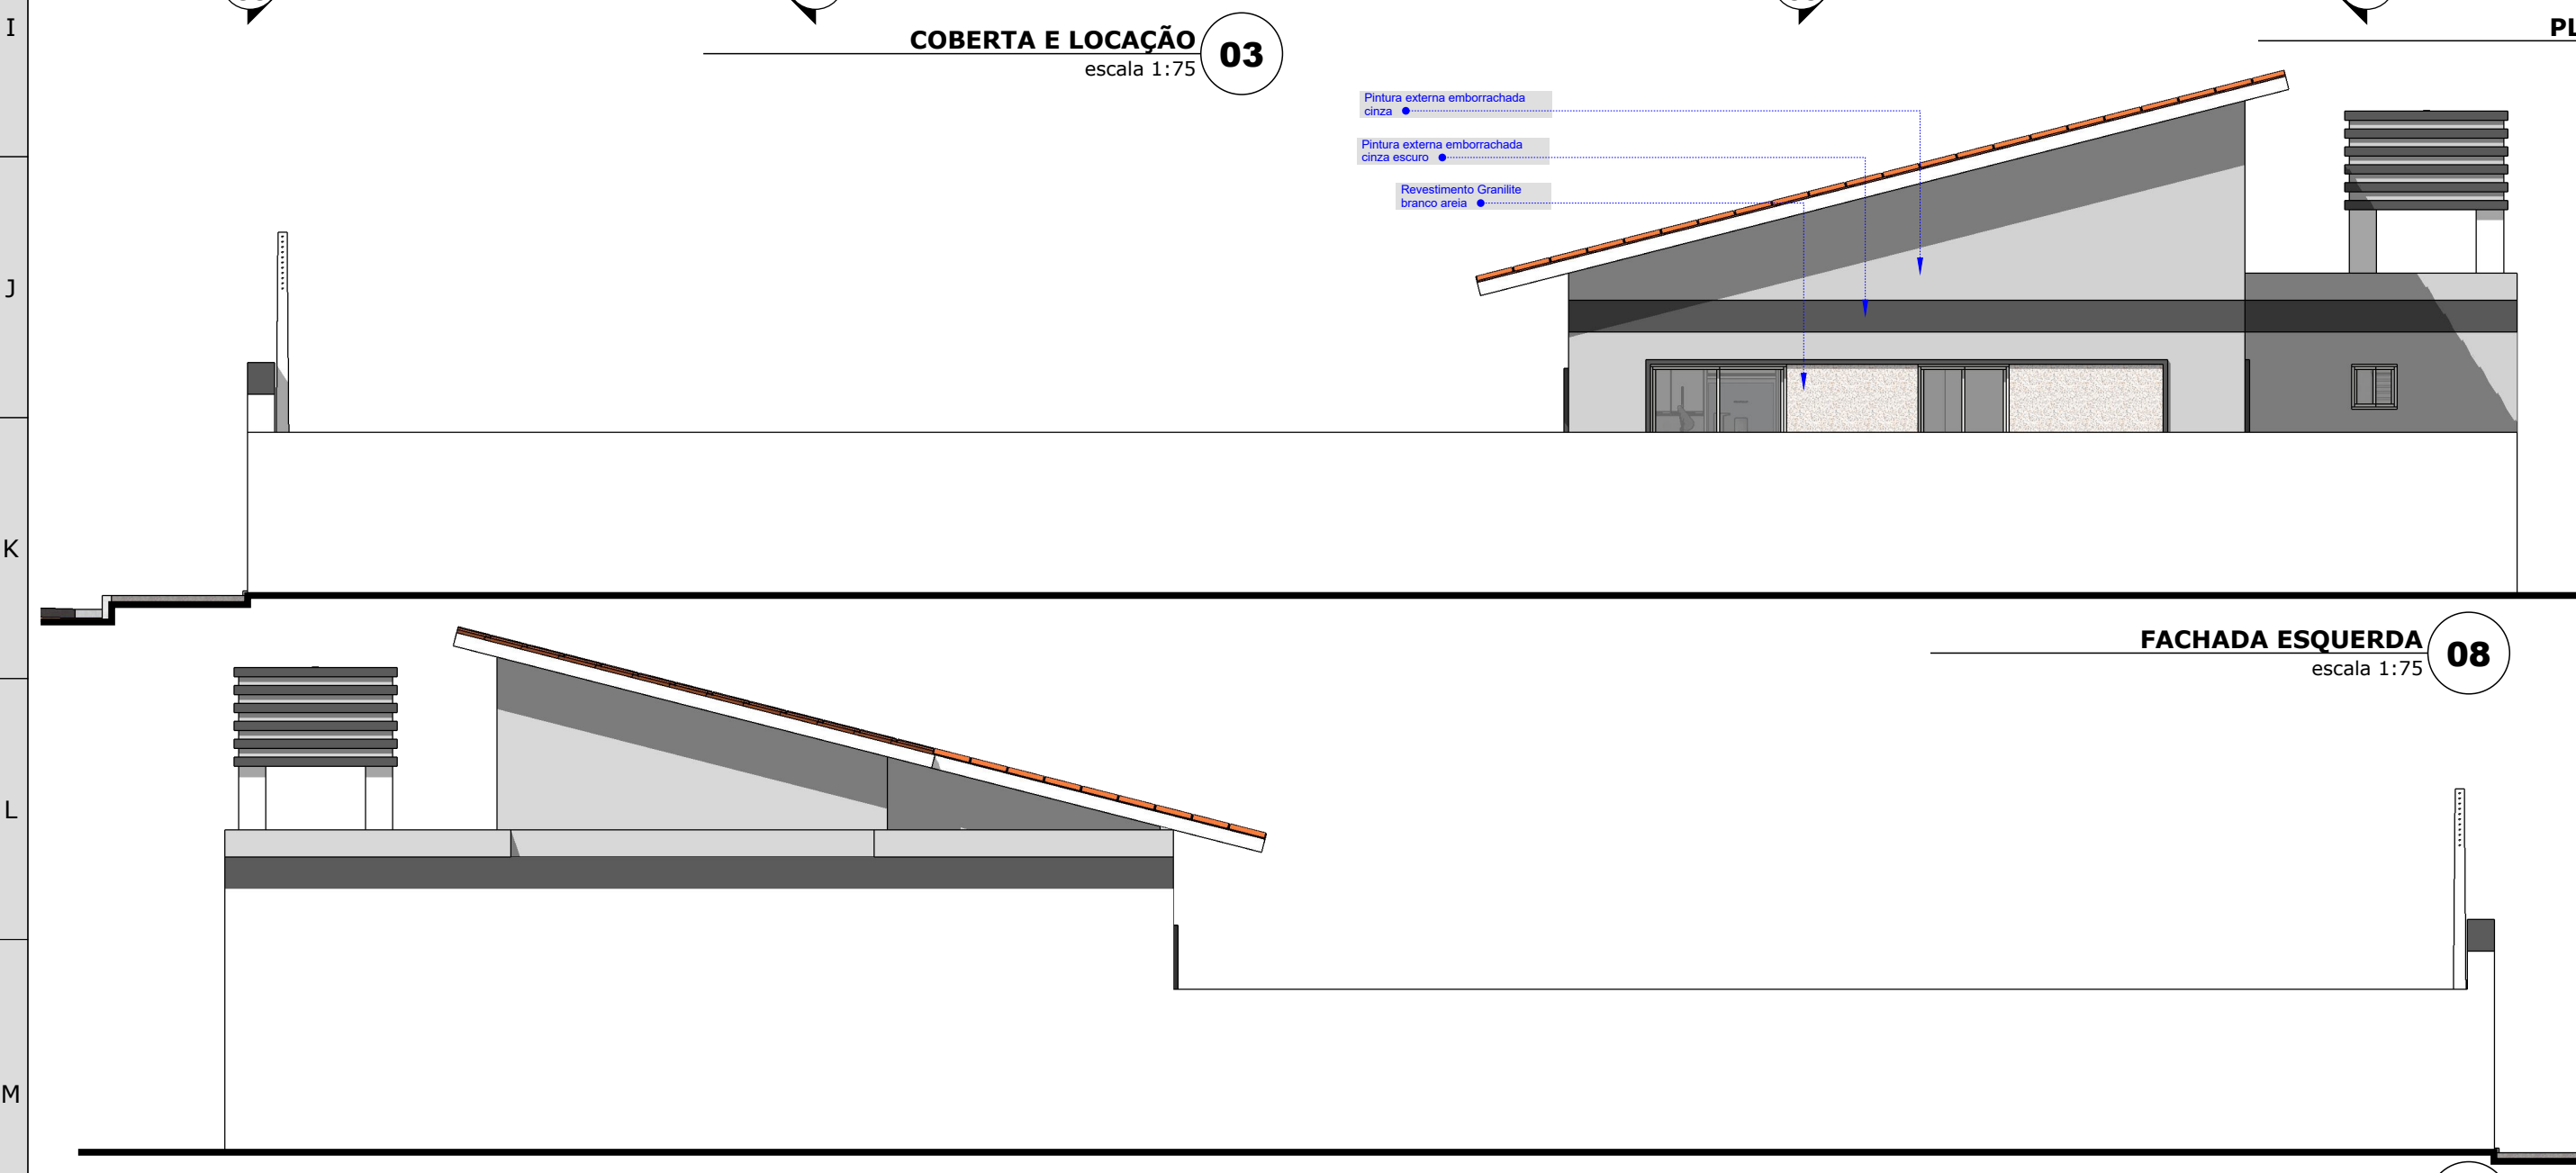 I
COBERTA E LOCAÇÃO
escala 1:75
03
PL
Pintura externa emborrachada
cinza
Pintura externa emborrachada
cinza escuro
Revestimento Granilite
branco areia
J
K
FACHADA ESQUERDA
escala 1:75
08
L
M